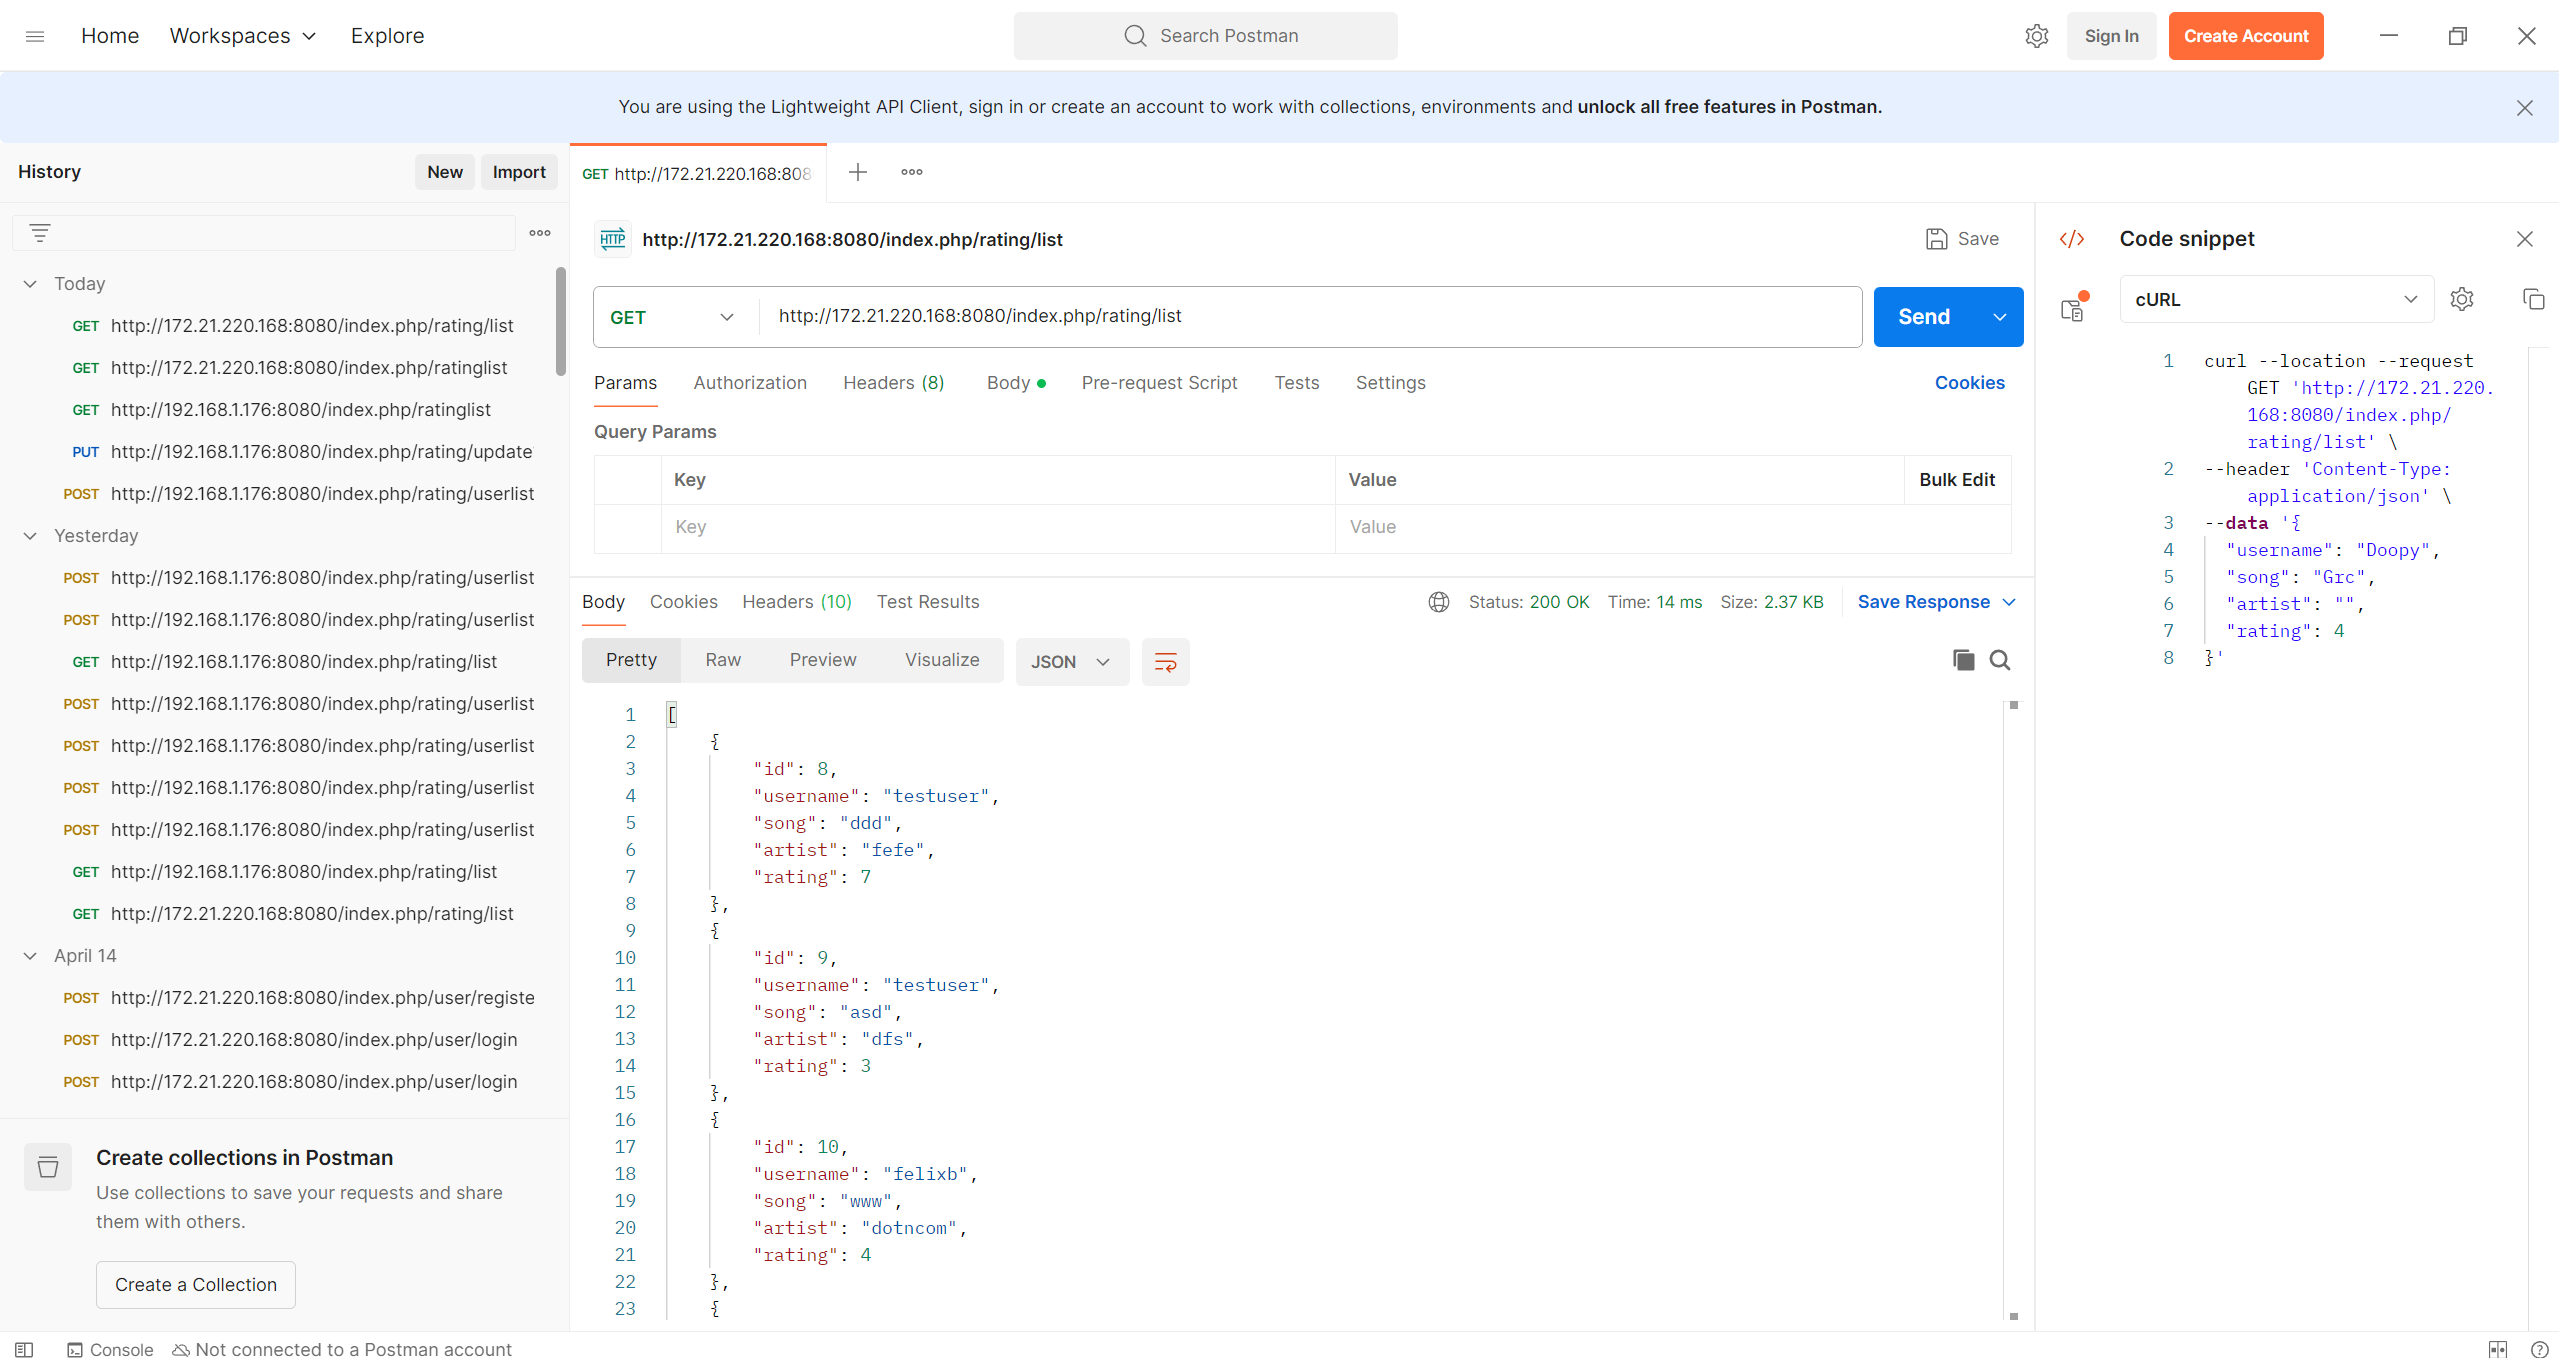 Home
Workspaces
Explore
Search Postman
Sign In
Create Account
You are using the Lightweight API Client, sign in or create an account to work with collections, environments and unlock all free features in Postman.
History
New
Import
Today
GET http://172.21.220.168:8080/index.php/rating/list
GET http://172.21.220.168:8080/index.php/ratinglist
GET http://192.168.1.176:8080/index.php/ratinglist
PUT http://192.168.1.176:8080/index.php/rating/update
POST http://192.168.1.176:8080/index.php/rating/userlist
Yesterday
POST http://192.168.1.176:8080/index.php/rating/userlist
POST http://192.168.1.176:8080/index.php/rating/userlist
GET http://192.168.1.176:8080/index.php/rating/list
POST http://192.168.1.176:8080/index.php/rating/userlist
POST http://192.168.1.176:8080/index.php/rating/userlist
POST http://192.168.1.176:8080/index.php/rating/userlist
POST http://192.168.1.176:8080/index.php/rating/userlist
GET http://192.168.1.176:8080/index.php/rating/list
GET http://172.21.220.168:8080/index.php/rating/list
April 14
POST http://172.21.220.168:8080/index.php/user/registe
POST http://172.21.220.168:8080/index.php/user/login
POST http://172.21.220.168:8080/index.php/user/login
Create collections in Postman
Use collections to save your requests and share
them with others.
Create a Collection
GET http://172.21.220.168:808
HTTP http://172.21.220.168:8080/index.php/rating/list
Save
GET http://172.21.220.168:8080/index.php/rating/list
Send
Params Authorization Headers (8) Body Pre-request Script Tests Settings
Cookies
Query Params
Key Value Bulk Edit
Key Value
Body Cookies Headers (10) Test Results
Status: 200 OK Time: 14 ms Size: 2.37 KB Save Response
Pretty Raw Preview Visualize JSON
1 [
2 {
3 "id": 8,
4 "username": "testuser",
5 "song": "ddd",
6 "artist": "fefe",
7 "rating": 7
8 },
9 {
10 "id": 9,
11 "username": "testuser",
12 "song": "asd",
13 "artist": "dfs",
14 "rating": 3
15 },
16 {
17 "id": 10,
18 "username": "felixb",
19 "song": "www",
20 "artist": "dotncom",
21 "rating": 4
22 },
23 {
Code snippet
cURL
1 curl --location --request
GET 'http://172.21.220.
168:8080/index.php/
rating/list' \
2 --header 'Content-Type:
application/json' \
3 --data '{
4 "username": "Doopy",
5 "song": "Grc",
6 "artist": "",
7 "rating": 4
8 }'
Console
Not connected to a Postman account